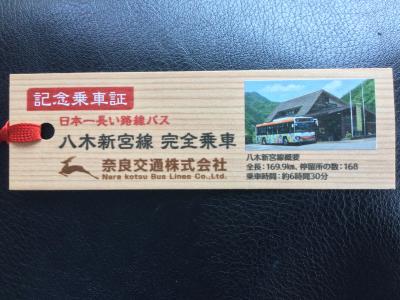 記念乗車証
日本一長い路線バス
八木新宮線 完全乗車
奈良交通株式会社
Nara kotsu Bus Lines Co.,Ltd.
八木新宮線概要
全長：169.9km、停留所の数：168
乗車時間：約6時間30分